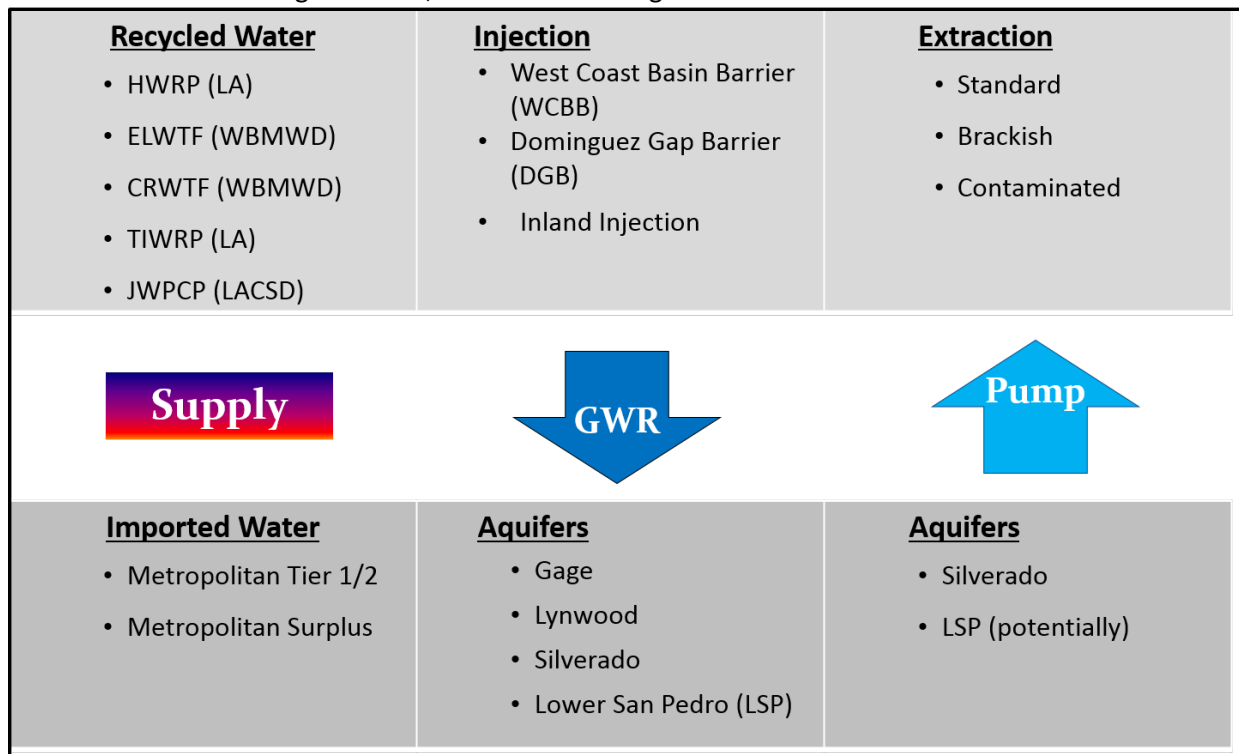 Recycled Water
• HWRP (LA)
• ELWTF (WBMWD)
• CRWTF (WBMWD)
• TIWRP (LA)
• JWPCP (LACSD)
Injection
• West Coast Basin Barrier
(WCBB)
• Dominguez Gap Barrier
(DGB)
• Inland Injection
Extraction
• Standard
• Brackish
• Contaminated
Supply
GWR
Pump
Imported Water
• Metropolitan Tier 1/2
• Metropolitan Surplus
Aquifers
• Gage
• Lynwood
• Silverado
• Lower San Pedro (LSP)
Aquifers
• Silverado
• LSP (potentially)